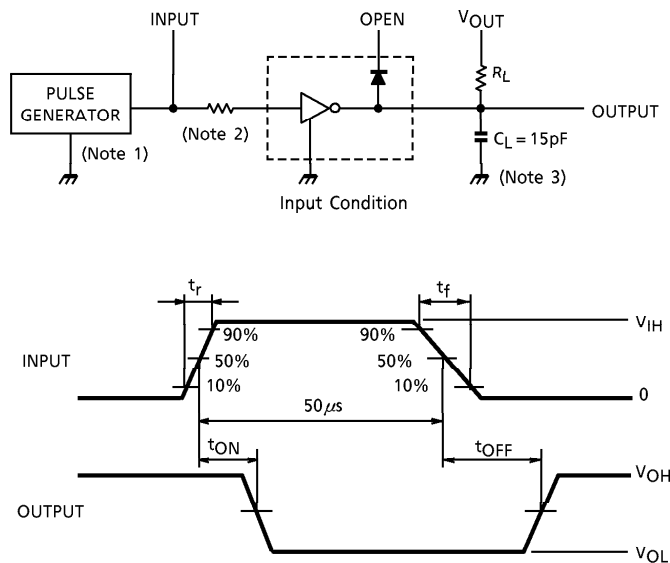 INPUT
OPEN
VOUT
PULSE
GENERATOR
(Note 1)
(Note 2)
RL
OUTPUT
CL = 15pF
(Note 3)
Input Condition
tr
tf
VIH
90%
90%
INPUT
50%
50%
10%
10%
0
50μs
tON
tOFF
VOH
OUTPUT
VOL